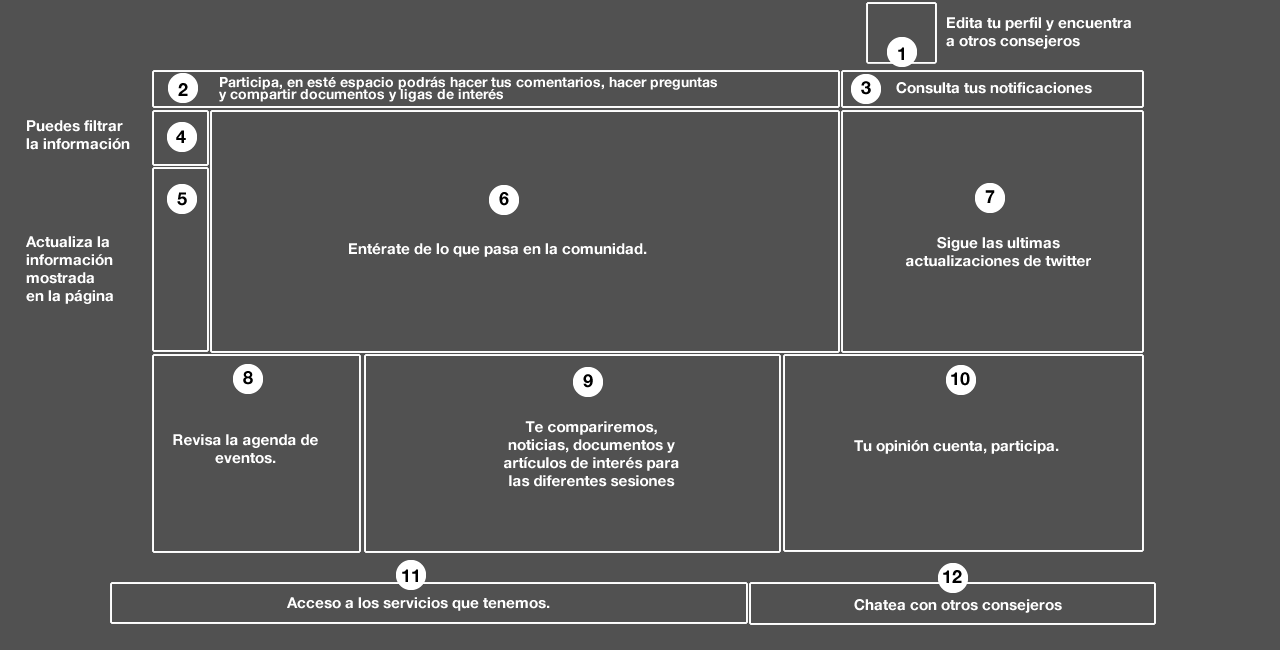 1
Edita tu perfil y encuentra
a otros consejeros
2
Participa, en esté espacio podrás hacer tus comentarios, hacer preguntas
y compartir documentos y ligas de interés
3
Consulta tus notificaciones
Puedes filtrar
la información
4
5
Actualiza la
información
mostrada
en la página
6
Entérate de lo que pasa en la comunidad.
7
Sigue las ultimas
actualizaciones de twitter
8
Revisa la agenda de
eventos.
9
Te compariremos,
noticias, documentos y
artículos de interés para
las diferentes sesiones
10
Tu opinión cuenta, participa.
11
Acceso a los servicios que tenemos.
12
Chatea con otros consejeros